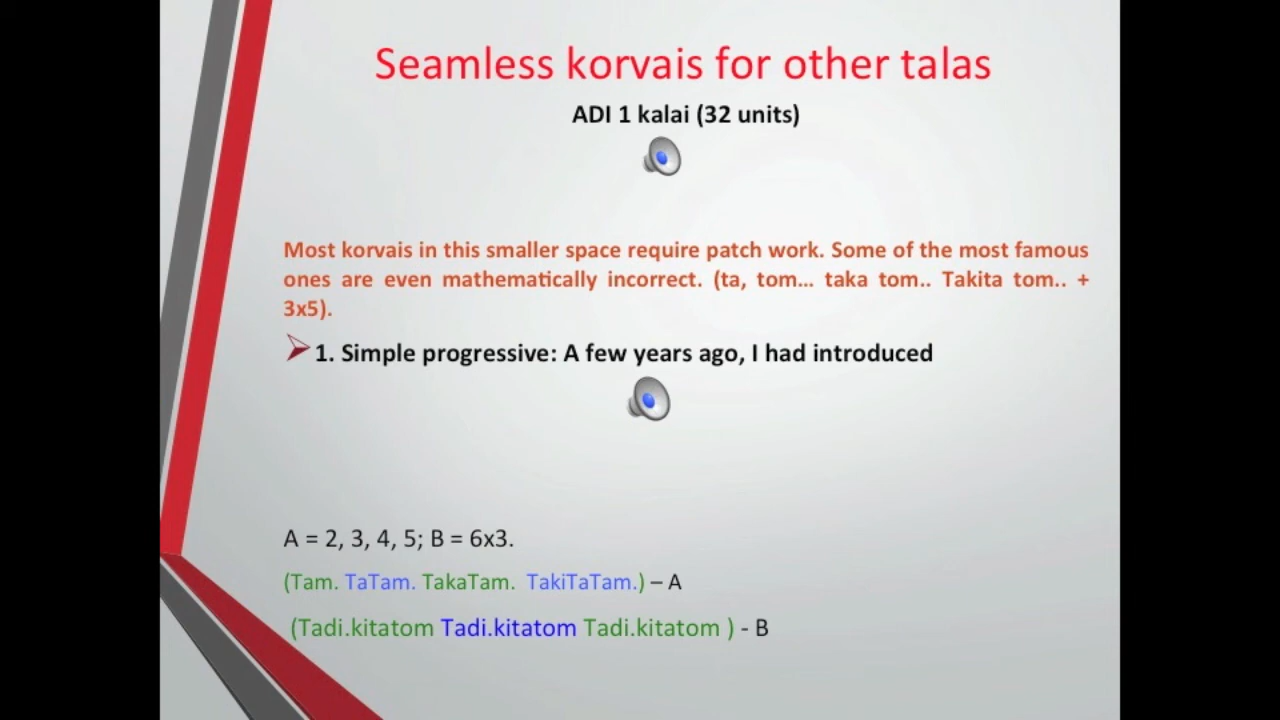 Seamless korvais for other talas
ADI 1 kalai (32 units)
Most korvais in this smaller space require patch work. Some of the most famous
ones are even mathematically incorrect. (ta, tom... taka tom.. Takita tom.. +
3x5).
1. Simple progressive: A few years ago, I had introduced
A = 2, 3, 4, 5; B = 6x3.
(Tam. TaTam. TakaTam. TakiTaTam.) – A
(Tadi.kitatom Tadi.kitatom Tadi.kitatom ) - B